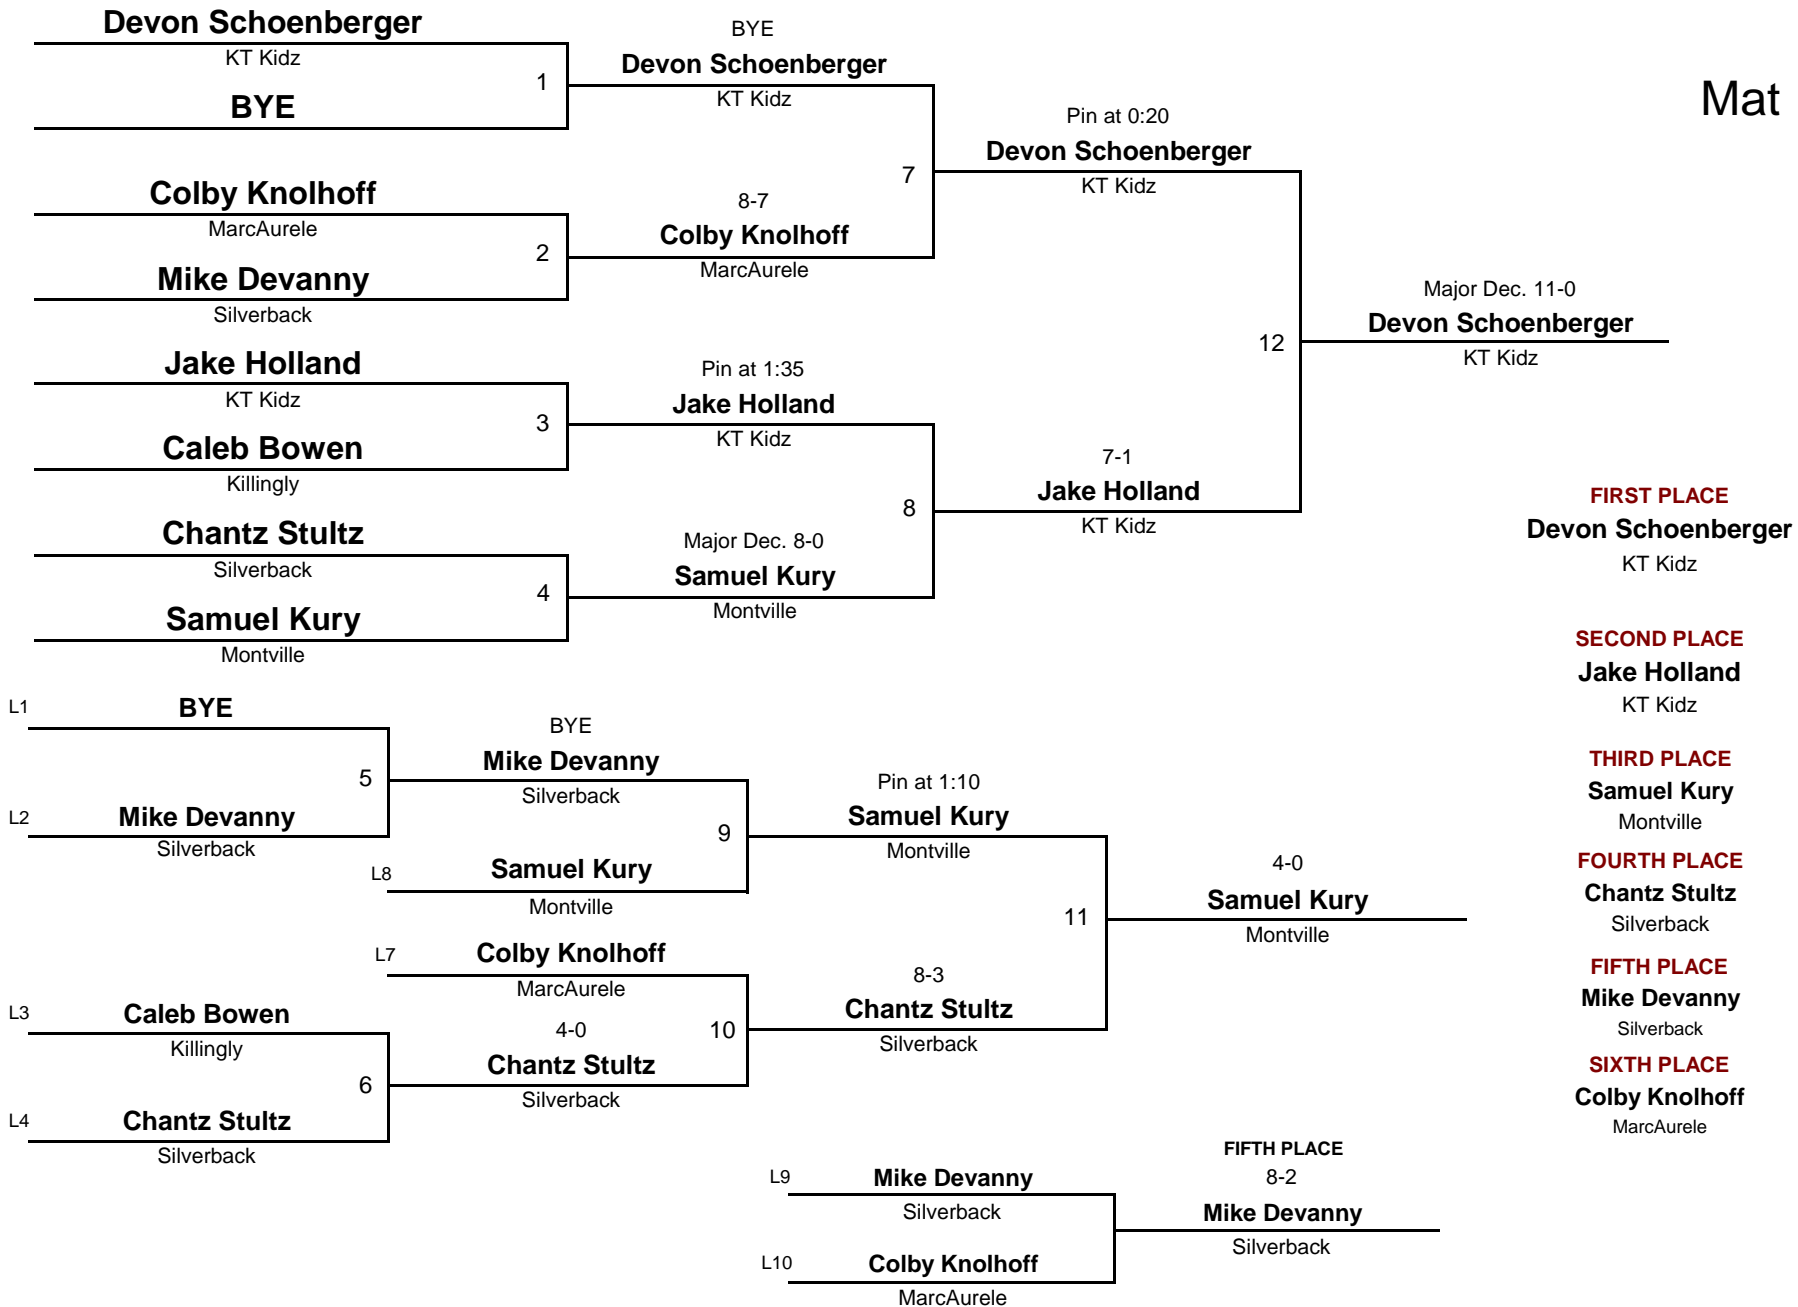 Devon Schoenberger
KT Kidz
1
BYE
BYE
Devon Schoenberger
KT Kidz
Mat
Colby Knolhoff
MarcAurele
2
Mike Devanny
Silverback
8-7
Colby Knolhoff
MarcAurele
7
Pin at 0:20
Devon Schoenberger
KT Kidz
Jake Holland
KT Kidz
3
Caleb Bowen
Killingly
Pin at 1:35
Jake Holland
KT Kidz
Chantz Stultz
Silverback
4
Samuel Kury
Montville
Major Dec. 8-0
Samuel Kury
Montville
8
7-1
Jake Holland
KT Kidz
12
Major Dec. 11-0
Devon Schoenberger
KT Kidz
FIRST PLACE
Devon Schoenberger
KT Kidz
SECOND PLACE
Jake Holland
KT Kidz
THIRD PLACE
Samuel Kury
Montville
FOURTH PLACE
Chantz Stultz
Silverback
FIFTH PLACE
Mike Devanny
Silverback
SIXTH PLACE
Colby Knolhoff
MarcAurele
L1
BYE
5
L2
Mike Devanny
Silverback
BYE
Mike Devanny
Silverback
9
L8
Samuel Kury
Montville
Pin at 1:10
Samuel Kury
Montville
L7
Colby Knolhoff
MarcAurele
10
L3
Caleb Bowen
Killingly
6
L4
Chantz Stultz
Silverback
4-0
Chantz Stultz
Silverback
8-3
Chantz Stultz
Silverback
11
4-0
Samuel Kury
Montville
L9
Mike Devanny
Silverback
L10
Colby Knolhoff
MarcAurele
FIFTH PLACE
8-2
Mike Devanny
Silverback